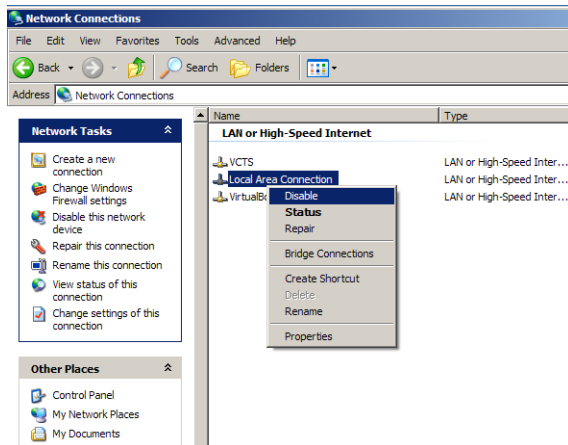 Network Connections
File Edit View Favorites Tools Advanced Help
Back Search Folders
Address Network Connections
Name Type
Network Tasks
Create a new
connection
Change Windows
Firewall settings
Disable this network
device
Repair this connection
Rename this connection
View status of this
connection
Change settings of this
connection
Other Places
Control Panel
My Network Places
My Documents
LAN or High-Speed Internet
VCTS LAN or High-Speed Inter...
Local Area Connection LAN or High-Speed Inter...
VirtualBo LAN or High-Speed Inter...
Disable
Status
Repair
Bridge Connections
Create Shortcut
Delete
Rename
Properties